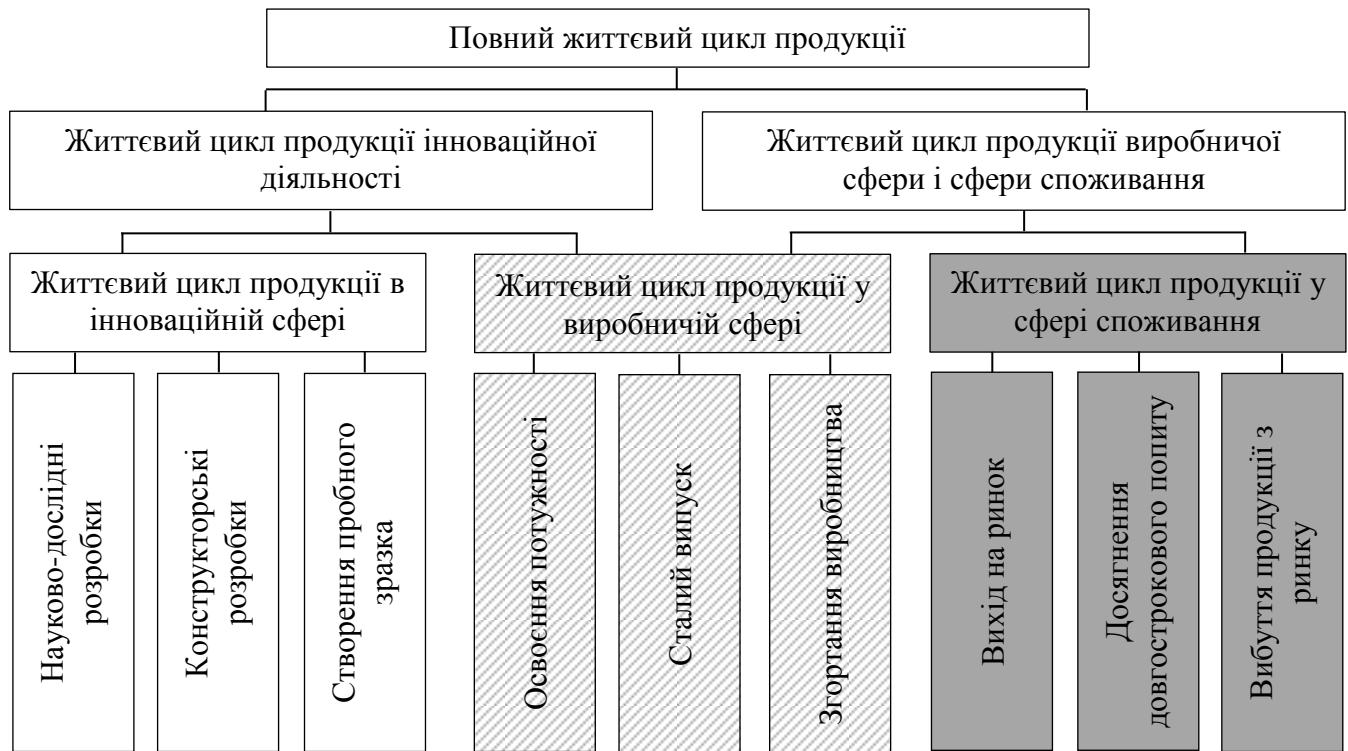 Повний життєвий цикл продукції
Життєвий цикл продукції інноваційної
діяльності
Життєвий цикл продукції виробничої
сфери і сфери споживання
Життєвий цикл продукції в
інноваційній сфері
Життєвий цикл продукції у
виробничій сфері
Життєвий цикл продукції у
сфері споживання
Науково-дослідні
розробки
Конструкторські
розробки
Створення пробного
зразка
Освоєння потужності
Сталий випуск
Згортання виробництва
Вихід на ринок
Досягнення
довгострокового попиту
Вибуття продукції з
ринку